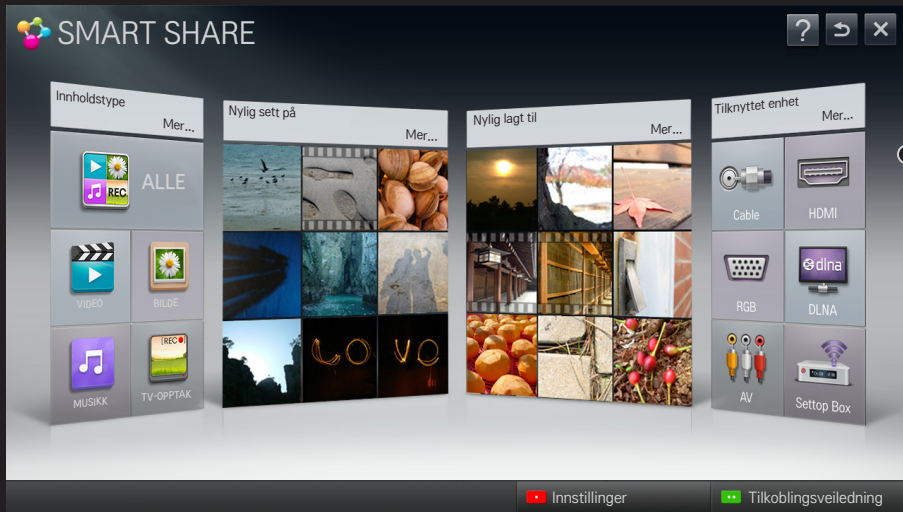 SMART SHARE
?
Innholdstype
Mer...
ALLE
REC
VIDEO
BILDE
MUSIKK
[REC●]
TV-OPPTAK
Nylig sett på
Mer...
LOVO
Nylig lagt til
Mer...
Tilknyttet enhet
Mer...
Cable
HDMI
RGB
dlna
DLNA
AV
Settop Box
Innstillinger
Tilkoblingsveiledning